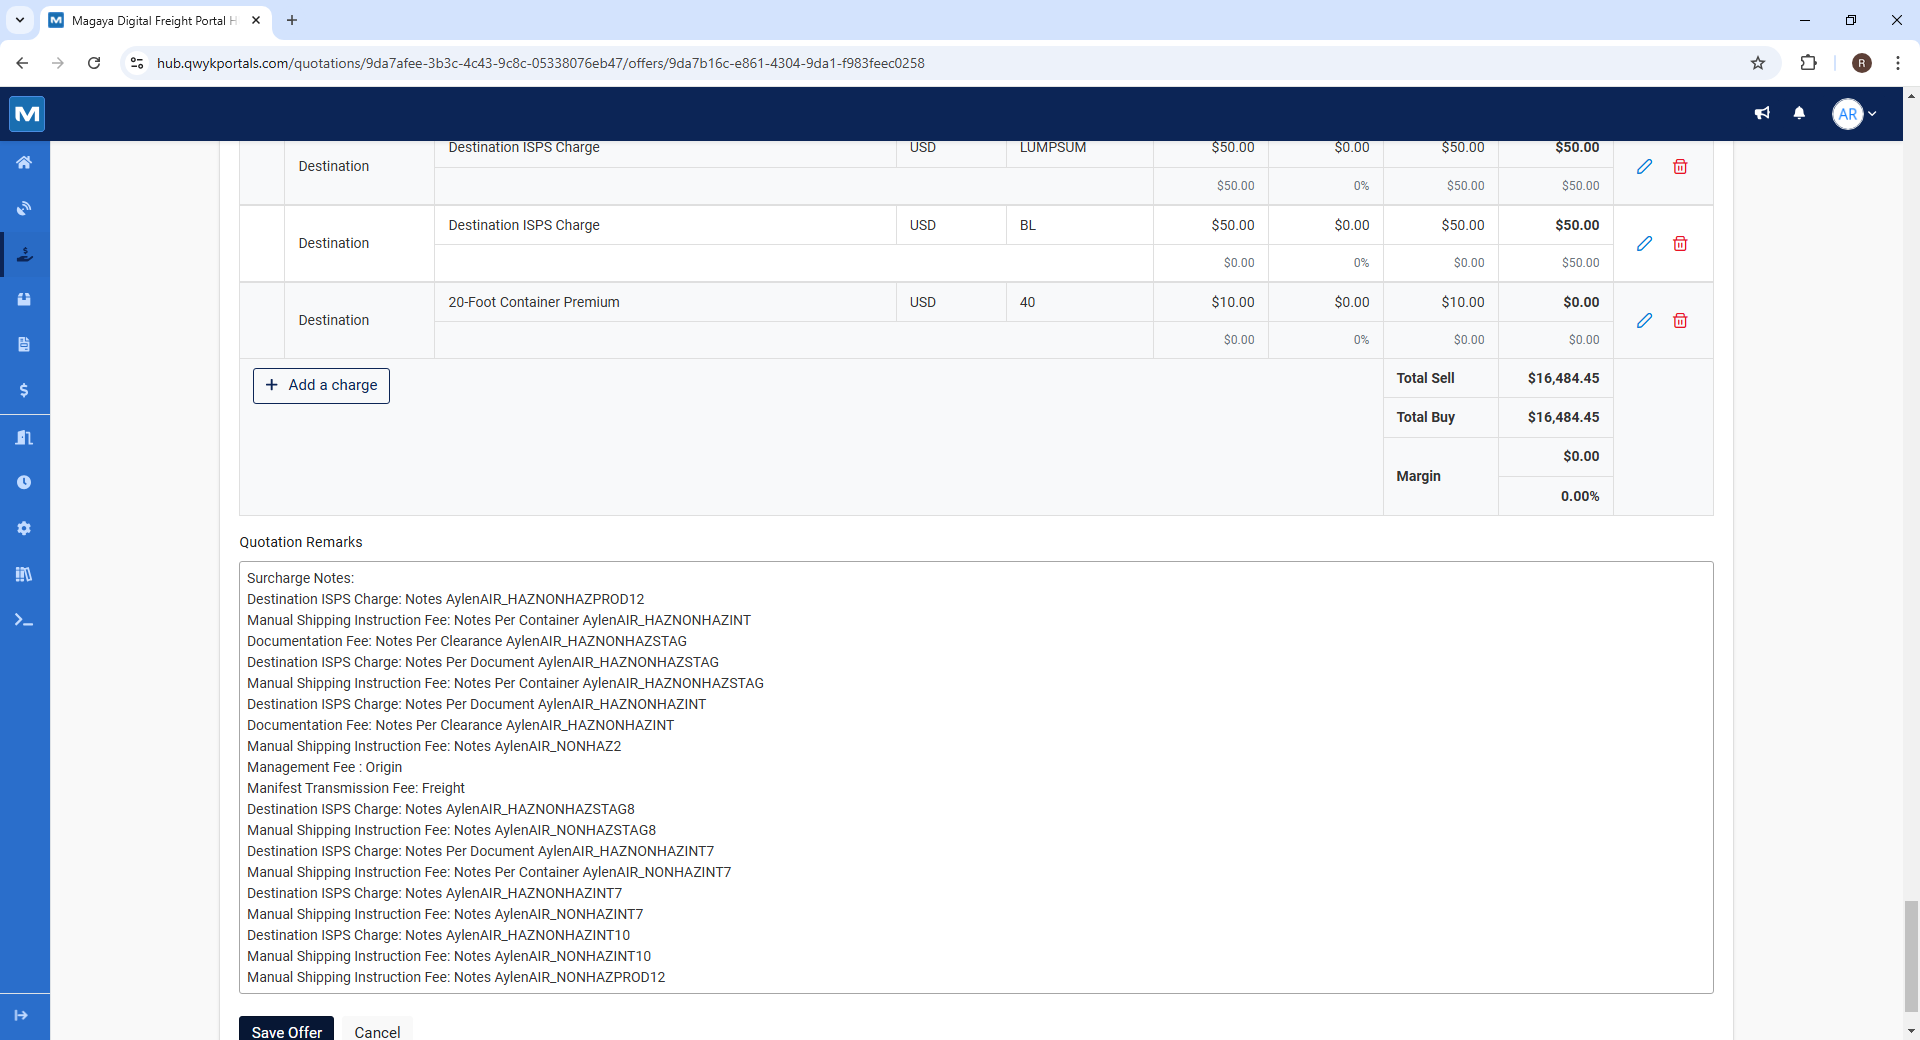 Magaya Digital Freight Portal H
hub.qwykportals.com/quotations/9da7afee-3b3c-4c43-9c8c-05338076eb47/offers/9da7b16c-e861-4304-9da1-f983feec0258
R
AR
Destination Destination ISPS Charge USD LUMPSUM $50.00 $0.00 $50.00 $50.00
$50.00 0% $50.00 $50.00
Destination Destination ISPS Charge USD BL $50.00 $0.00 $50.00 $50.00
$0.00 0% $0.00 $50.00
Destination 20-Foot Container Premium USD 40 $10.00 $0.00 $10.00 $0.00
$0.00 0% $0.00 $0.00
Add a charge
Total Sell $16,484.45
Total Buy $16,484.45
Margin $0.00
0.00%
Quotation Remarks
Surcharge Notes:
Destination ISPS Charge: Notes AylenAIR_HAZNONHAZPROD12
Manual Shipping Instruction Fee: Notes Per Container AylenAIR_HAZNONHAZINT
Documentation Fee: Notes Per Clearance AylenAIR_HAZNONHAZSTAG
Destination ISPS Charge: Notes Per Document AylenAIR_HAZNONHAZSTAG
Manual Shipping Instruction Fee: Notes Per Container AylenAIR_HAZNONHAZSTAG
Destination ISPS Charge: Notes Per Document AylenAIR_HAZNONHAZINT
Documentation Fee: Notes Per Clearance AylenAIR_HAZNONHAZINT
Manual Shipping Instruction Fee: Notes AylenAIR_NONHAZ2
Management Fee : Origin
Manifest Transmission Fee: Freight
Destination ISPS Charge: Notes AylenAIR_HAZNONHAZSTAG8
Manual Shipping Instruction Fee: Notes AylenAIR_NONHAZSTAG8
Destination ISPS Charge: Notes Per Document AylenAIR_HAZNONHAZINT7
Manual Shipping Instruction Fee: Notes Per Container AylenAIR_NONHAZINT7
Destination ISPS Charge: Notes AylenAIR_HAZNONHAZINT7
Manual Shipping Instruction Fee: Notes AylenAIR_NONHAZINT7
Destination ISPS Charge: Notes AylenAIR_HAZNONHAZINT10
Manual Shipping Instruction Fee: Notes AylenAIR_NONHAZINT10
Manual Shipping Instruction Fee: Notes AylenAIR_NONHAZPROD12
Save Offer Cancel